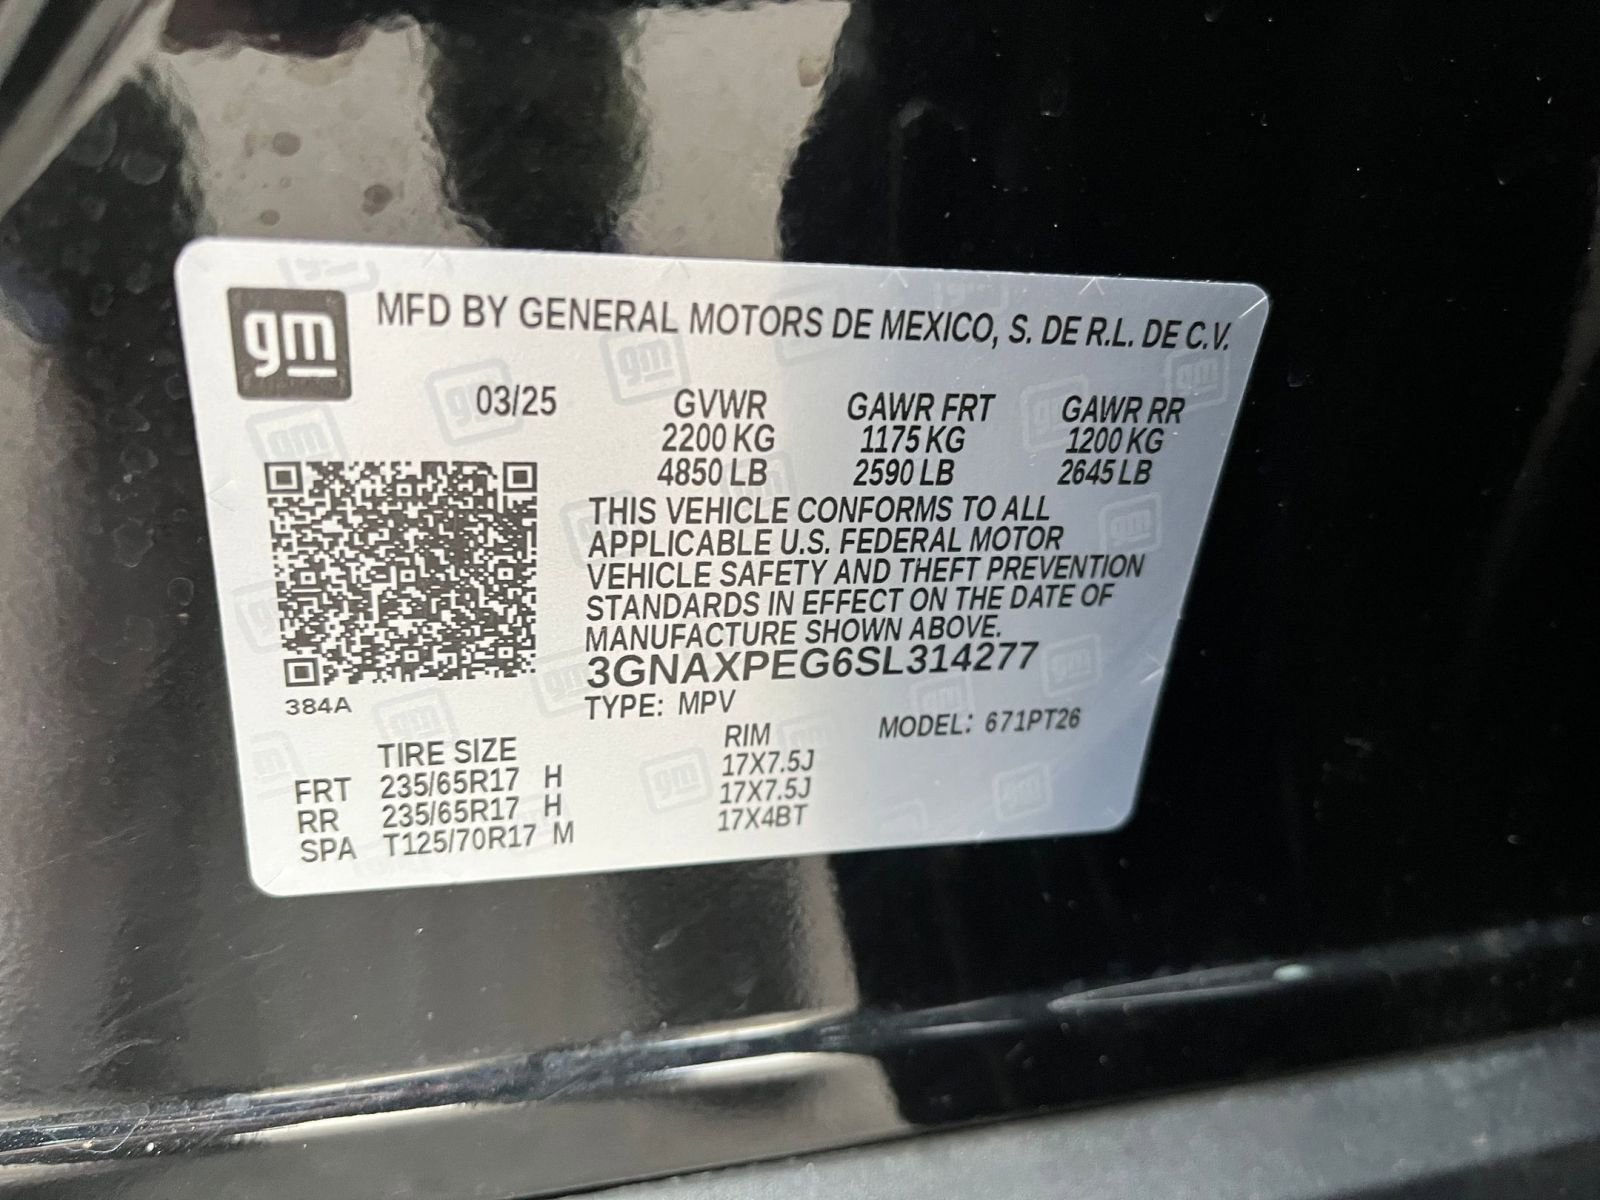 gm
MFD BY GENERAL MOTORS DE MEXICO, S. DE R.L. DE C.V.
03/25 GVWR GAWR FRT GAWR RR
2200 KG 1175 KG 1200 KG
4850 LB 2590 LB 2645 LB
THIS VEHICLE CONFORMS TO ALL
APPLICABLE U.S. FEDERAL MOTOR
VEHICLE SAFETY AND THEFT PREVENTION
STANDARDS IN EFFECT ON THE DATE OF
MANUFACTURE SHOWN ABOVE.
3GNAXPEG6SL314277
384A
TYPE: MPV
MODEL: 671PT26
TIRE SIZE RIM
FRT 235/65R17 H 17X7.5J
RR 235/65R17 H 17X7.5J
SPA T125/70R17 M 17X4BT